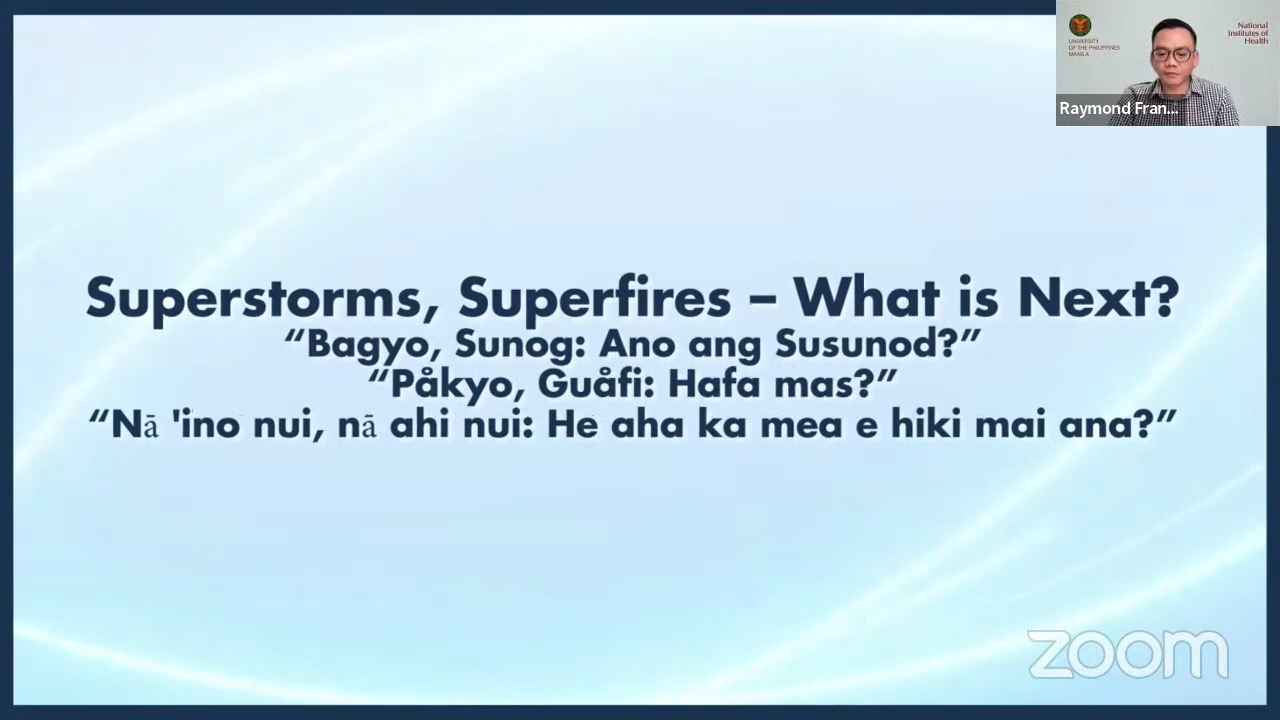 UNIVERSITY
OF THE PHILIPPINES
MANILA
National
Institutes of
Health
Raymond Fran...
Superstorms, Superfires – What is Next?
“Bagyo, Sunog: Ano ang Susunod?”
“Påkyo, Guåfi: Hafa mas?”
“Nā 'ino nui, nā ahi nui: He aha ka mea e hiki mai ana?”
zoom